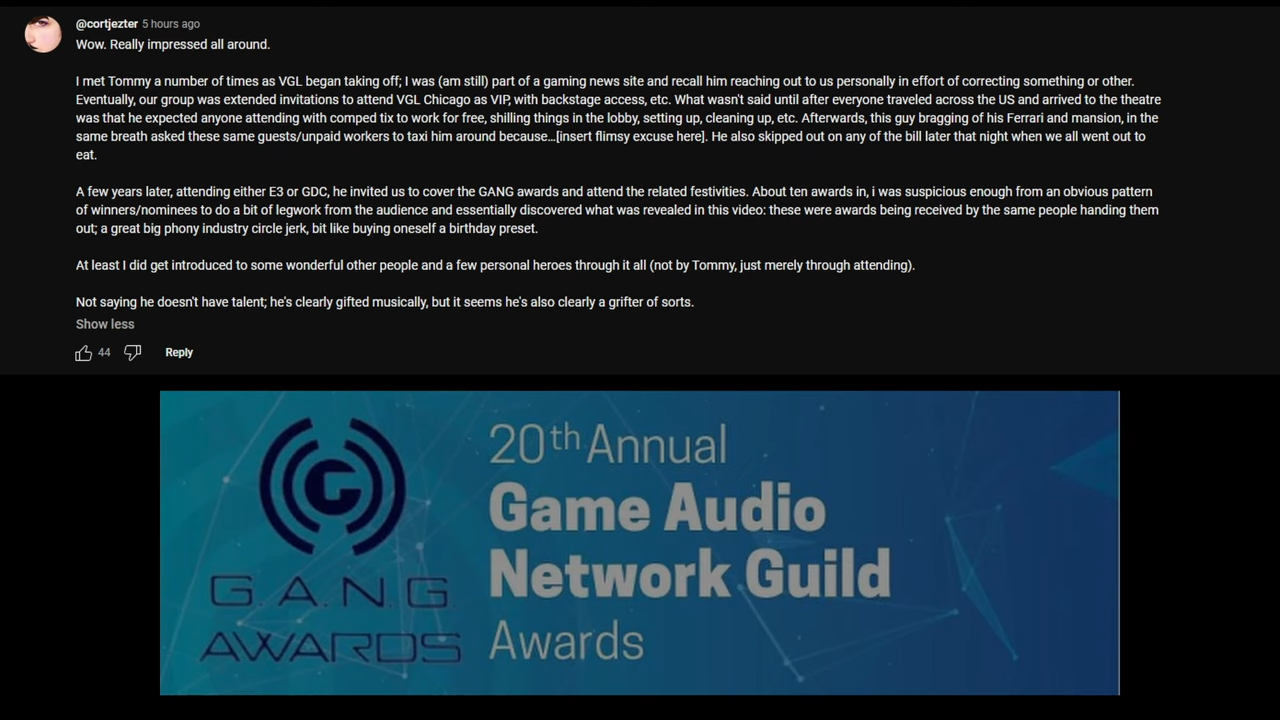 @cortjezter 5 hours ago
Wow. Really impressed all around.
I met Tommy a number of times as VGL began taking off; I was (am still) part of a gaming news site and recall him reaching out to us personally in effort of correcting something or other.
Eventually, our group was extended invitations to attend VGL Chicago as VIP, with backstage access, etc. What wasn't said until after everyone traveled across the US and arrived to the theatre
was that he expected anyone attending with comped tix to work for free, shilling things in the lobby, setting up, cleaning up, etc. Afterwards, this guy bragging of his Ferrari and mansion, in the
same breath asked these same guests/unpaid workers to taxi him around because…[insert flimsy excuse here]. He also skipped out on any of the bill later that night when we all went out to
eat.
A few years later, attending either E3 or GDC, he invited us to cover the GANG awards and attend the related festivities. About ten awards in, i was suspicious enough from an obvious pattern
of winners/nominees to do a bit of legwork from the audience and essentially discovered what was revealed in this video: these were awards being received by the same people handing them
out; a great big phony industry circle jerk, bit like buying oneself a birthday preset.
At least I did get introduced to some wonderful other people and a few personal heroes through it all (not by Tommy, just merely through attending).
Not saying he doesn't have talent; he's clearly gifted musically, but it seems he's also clearly a grifter of sorts.
Show less
44 Reply
G
G.A.N.G.
AWARDS
20th Annual
Game Audio
Network Guild
Awards